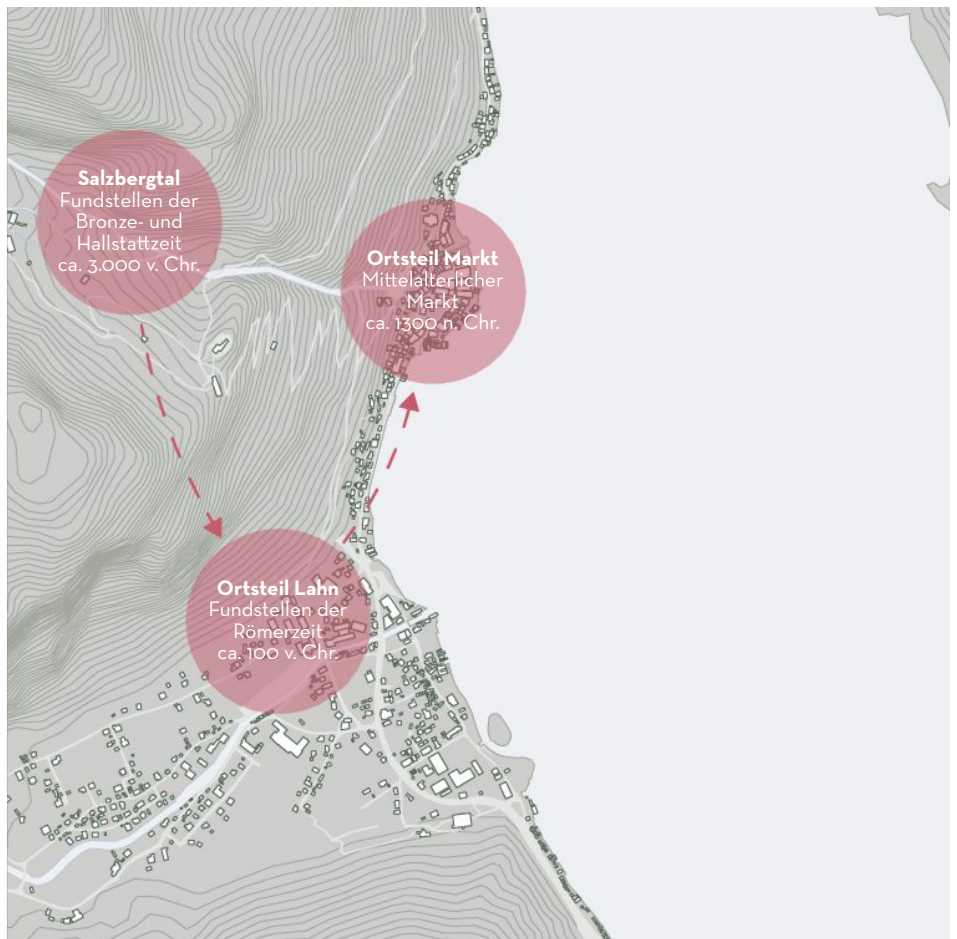 Salzbergtal
Fundstellen der
Bronze- und
Hallstattzeit
ca. 3.000 v. Chr.
Ortsteil Markt
Mittelalterlicher
Markt
ca. 1300 n. Chr.
Ortsteil Lahn
Fundstellen der
Römerzeit
ca. 100 v. Chr.